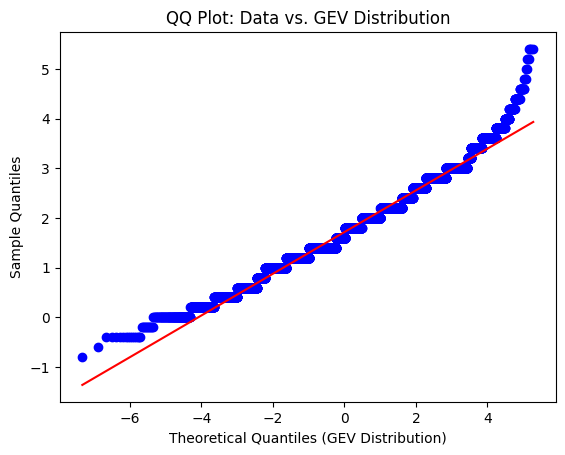 QQ Plot: Data vs. GEV Distribution
5
4
3
2
1
0
−1
Sample Quantiles
−6 −4 −2 0 2 4
Theoretical Quantiles (GEV Distribution)